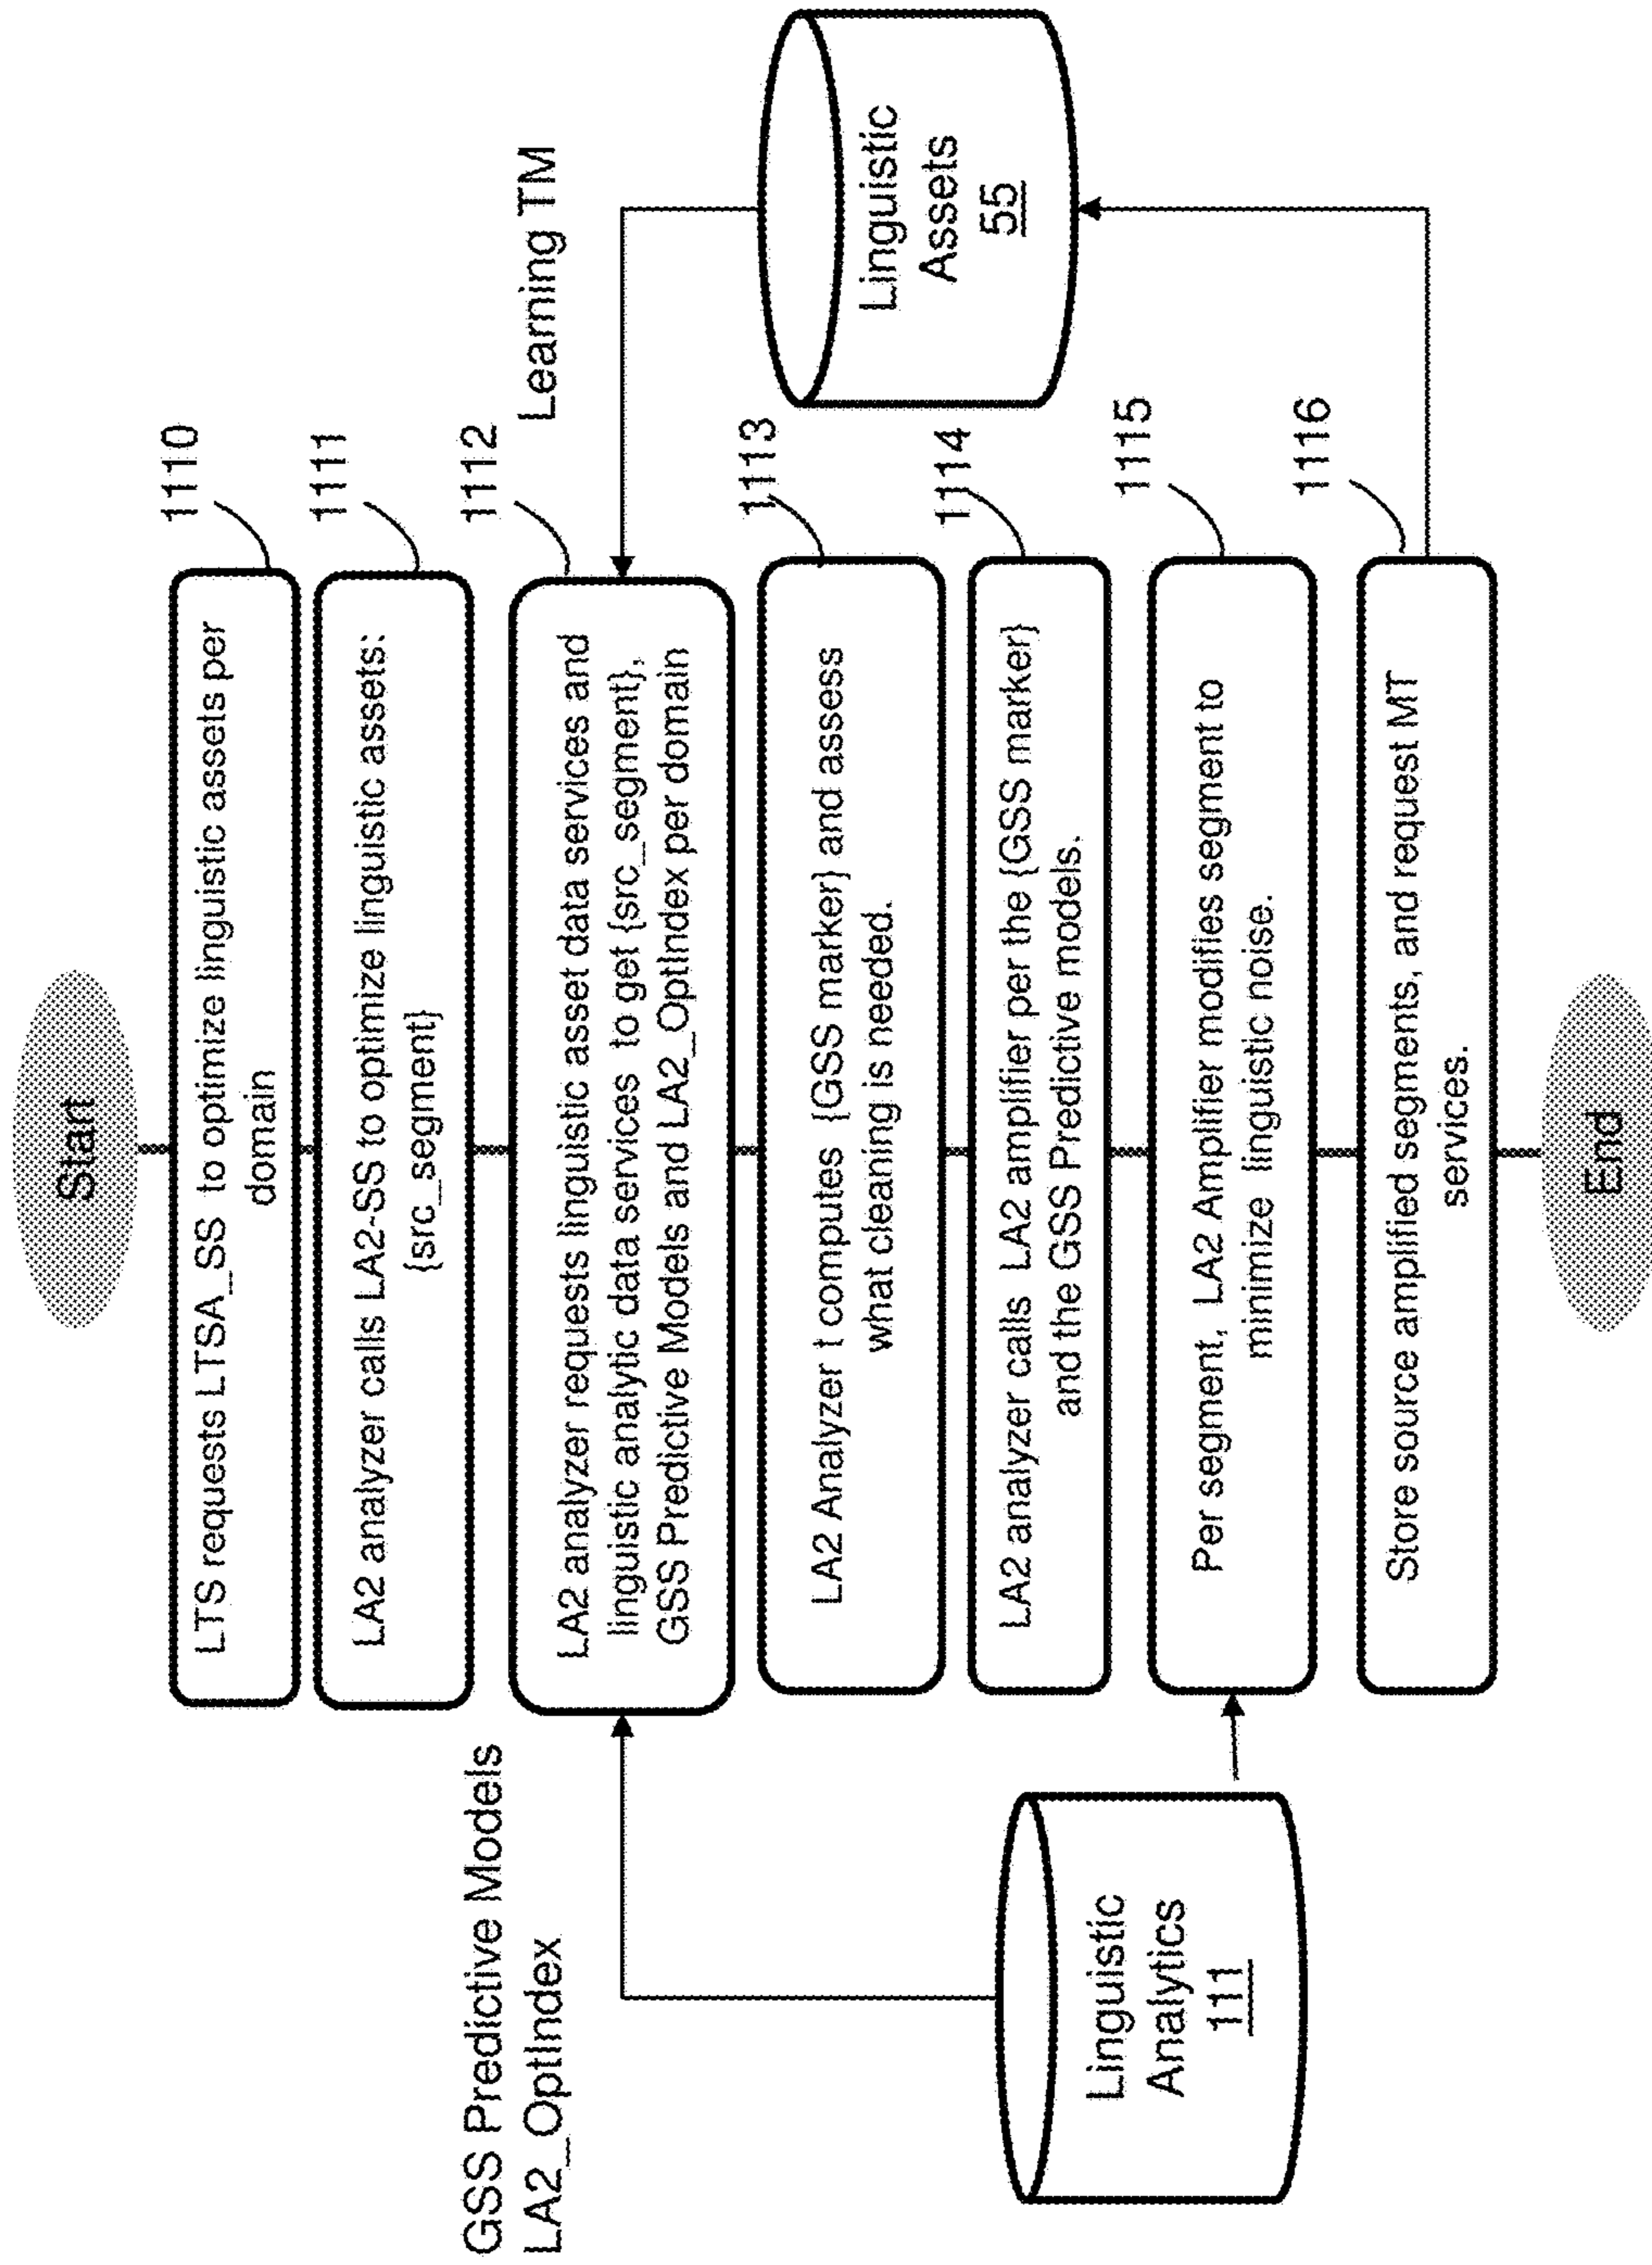 Start
LTS requests LTSA_SS to optimize linguistic assets per
domain
1110
LA2 analyzer calls LA2-SS to optimize linguistic assets:
{src_segment}
1111
GSS Predictive Models
LA2_OptIndex
LA2 analyzer requests linguistic asset data services and
linguistic analytic data services to get {src_segment},
GSS Predictive Models and LA2_OptIndex per domain
1112
Learning TM
LA2 Analyzer t computes {GSS marker} and assess
what cleaning is needed.
1113
Linguistic
Assets
55
LA2 analyzer calls LA2 amplifier per the {GSS marker}
and the GSS Predictive models.
1114
Linguistic
Analytics
111
Per segment, LA2 Amplifier modifies segment to
minimize linguistic noise.
1115
Store source amplified segments, and request MT
services.
1116
End